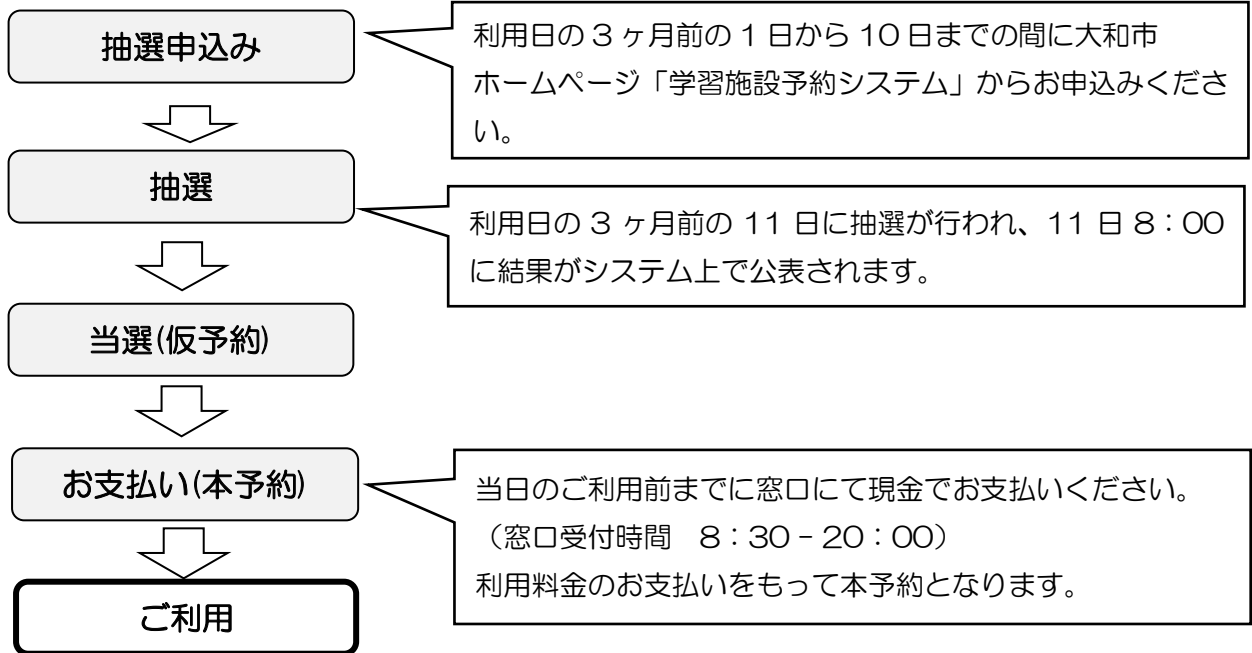 抽選申込み
利用日の3ヶ月前の1日から10日までの間に大和市
ホームページ「学習施設予約システム」からお申込みくださ
い。
抽選
利用日の3ヶ月前の11日に抽選が行われ、11日8：00
に結果がシステム上で公表されます。
当選(仮予約)
お支払い(本予約)
当日のご利用前までに窓口にて現金でお支払いください。
（窓口受付時間　8：30－20：00）
利用料金のお支払いをもって本予約となります。
ご利用